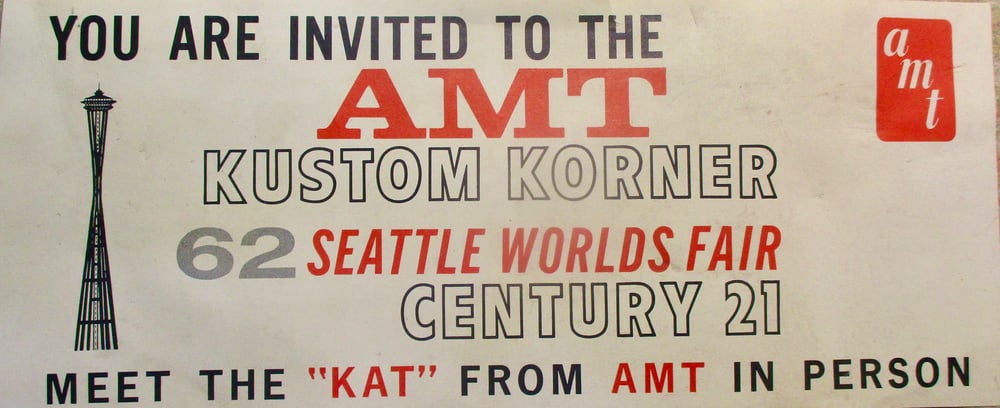 YOU ARE INVITED TO THE
amt
AMT
KUSTOM KORNER
62 SEATTLE WORLDS FAIR
CENTURY 21
MEET THE "KAT" FROM AMT IN PERSON